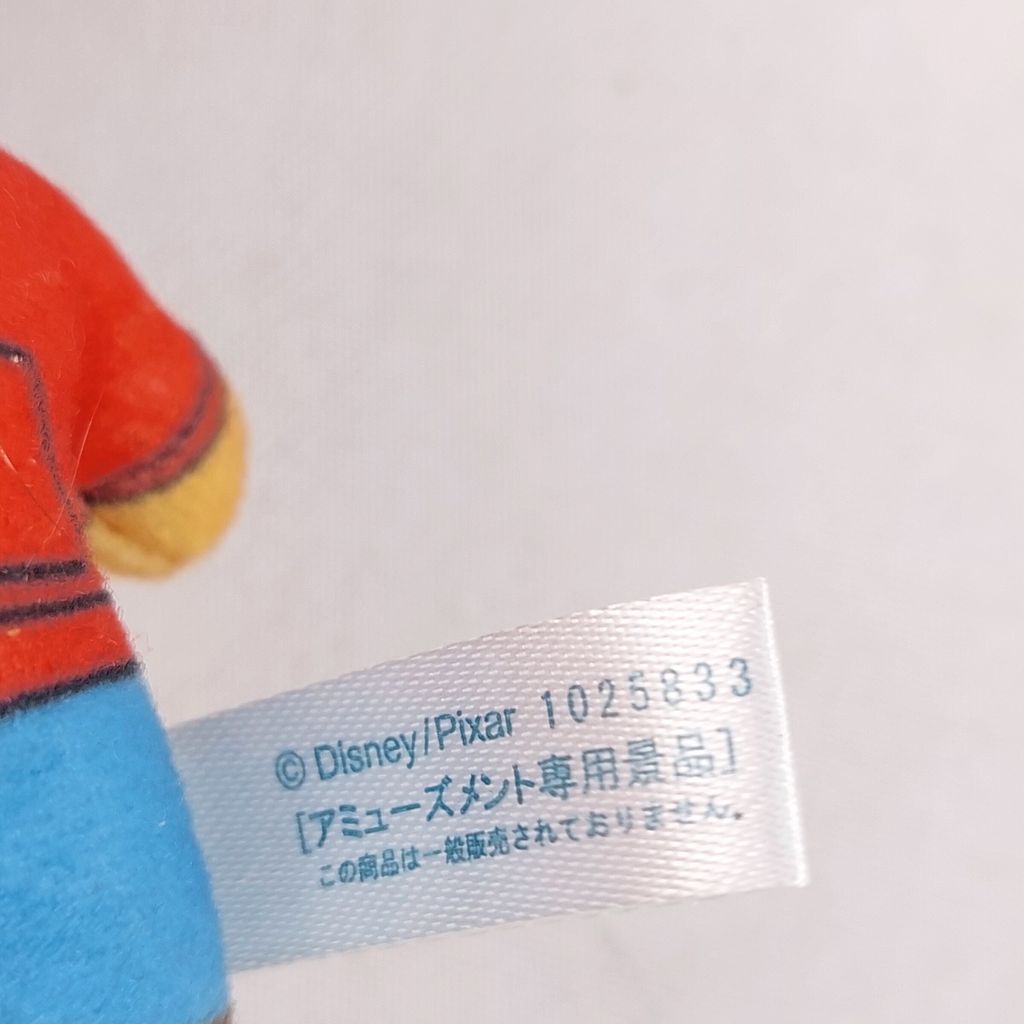 © Disney/Pixar 1025833
[アミューズメント専用景品]
この商品は一般販売されておりません。